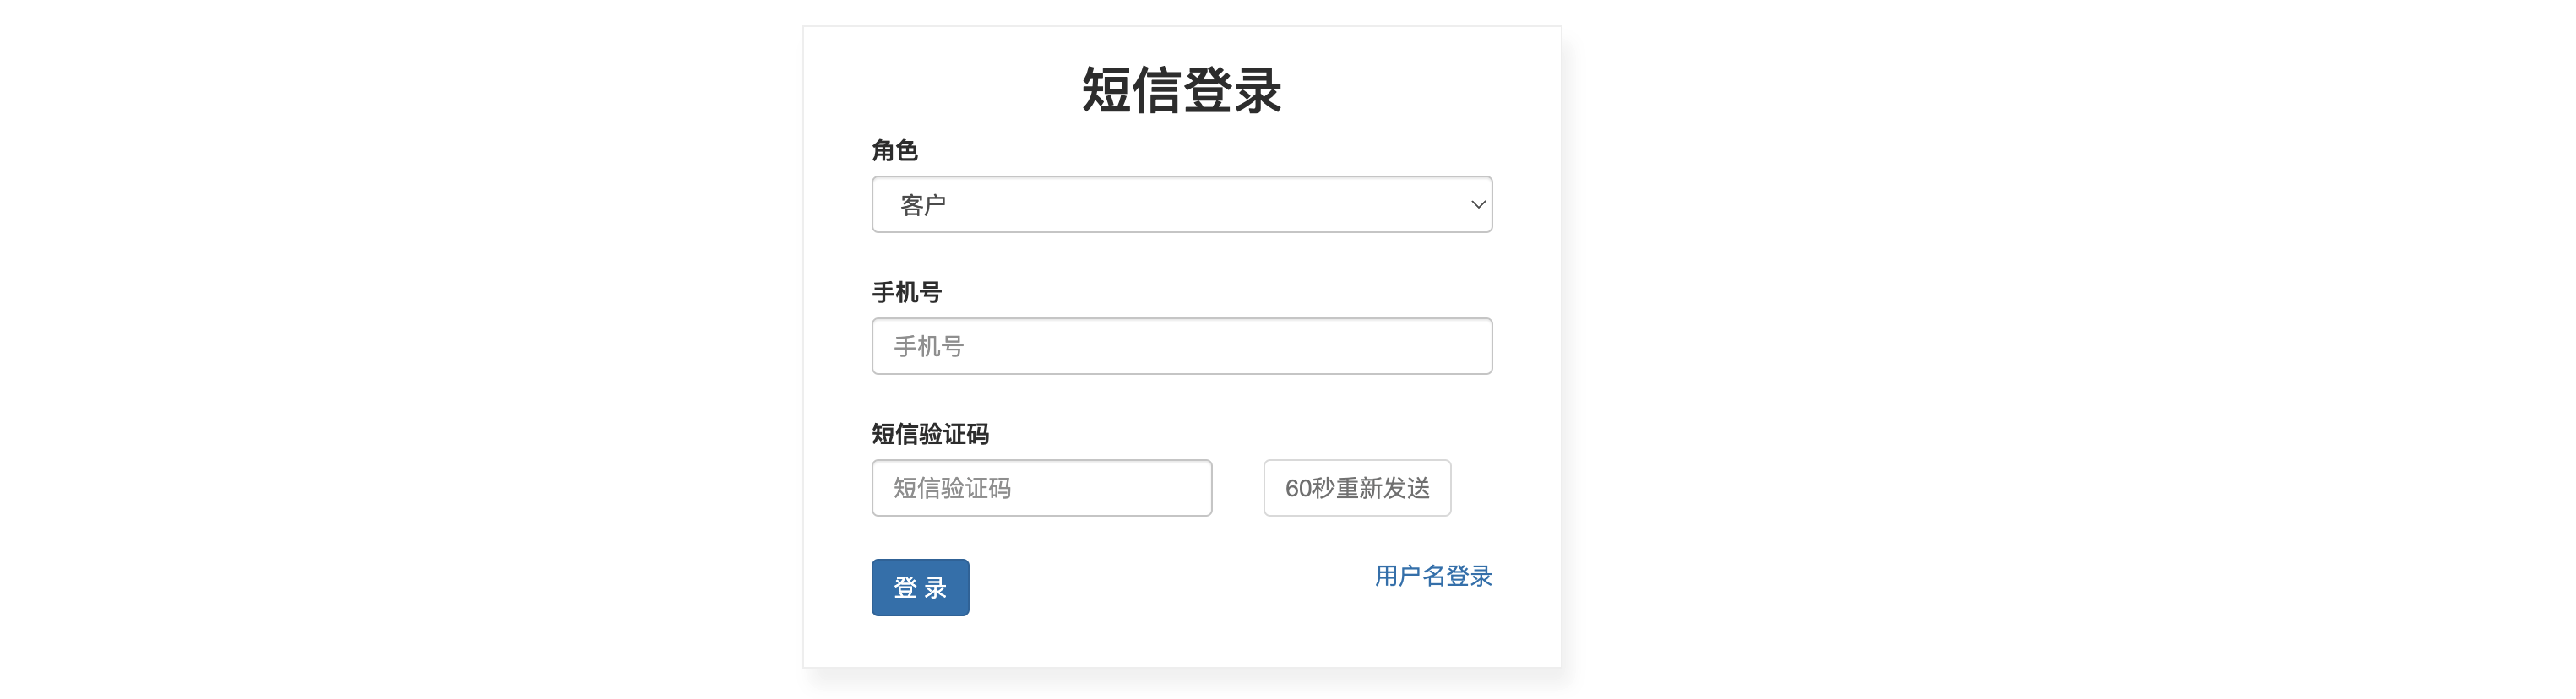 短信登录
角色
客户
手机号
手机号
短信验证码
短信验证码 60秒重新发送
登 录 用户名登录